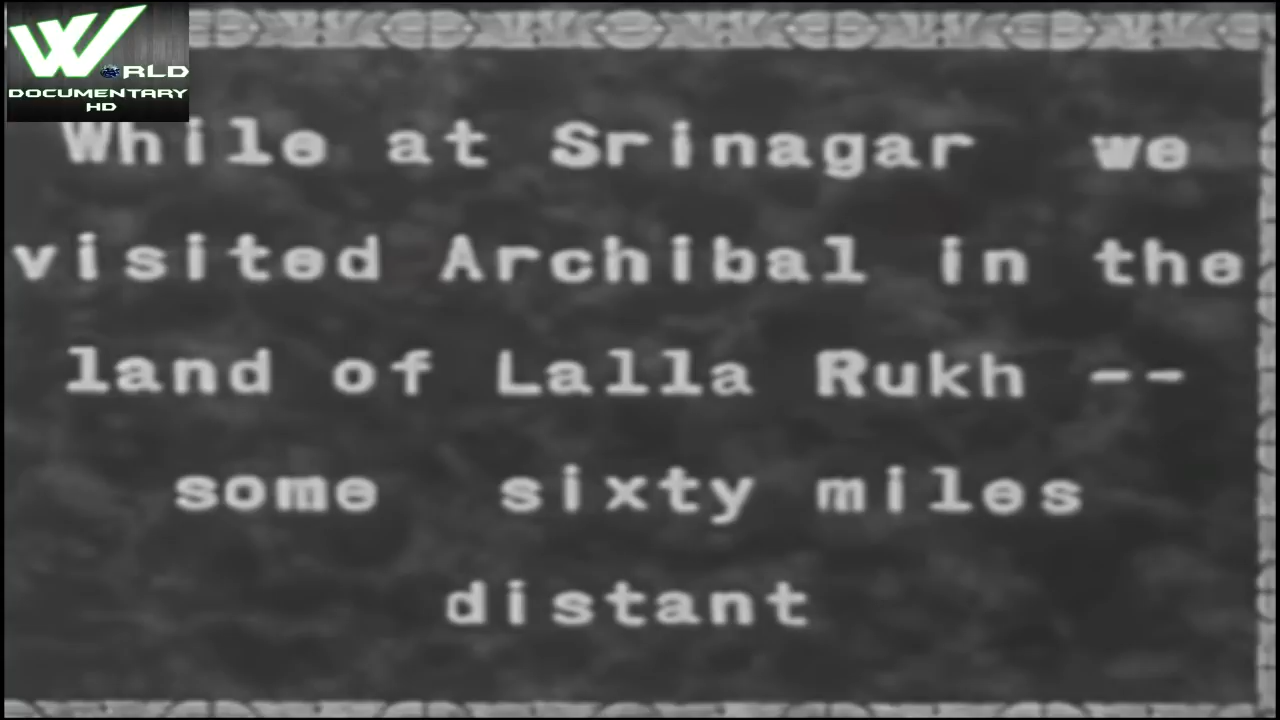 WORLD
DOCUMENTARY
HD
While at Srinagar we
visited Archibal in the
land of Lalla Rukh --
some sixty miles
distant